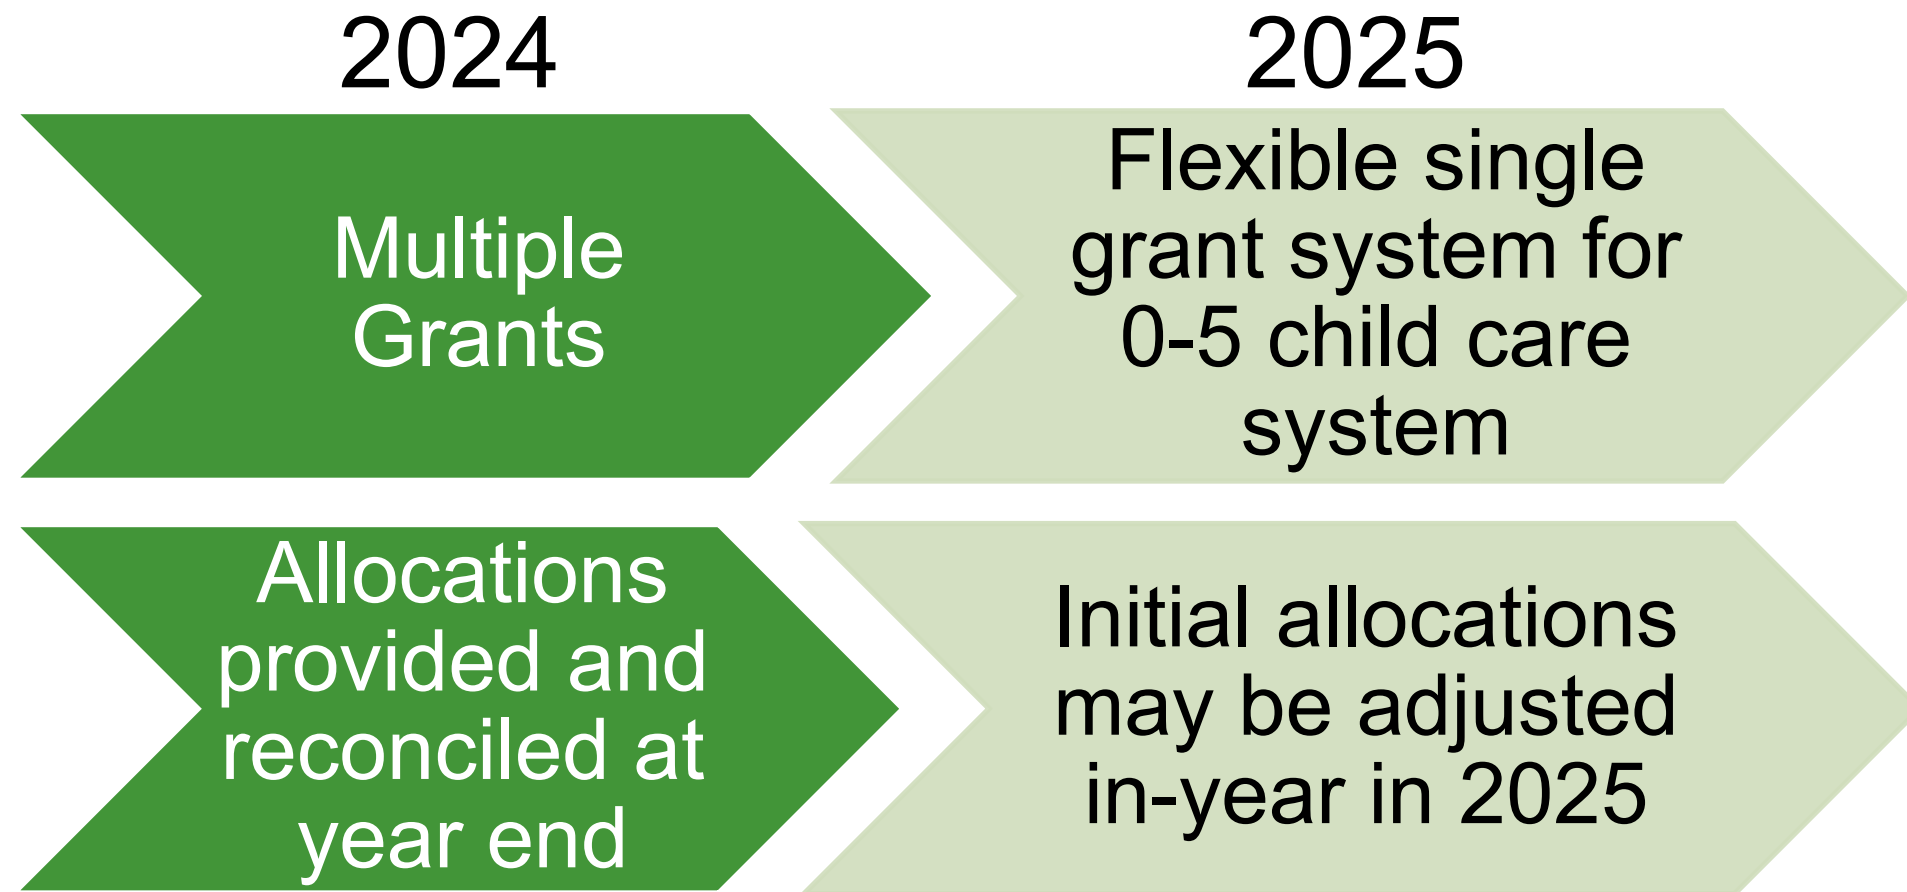 2024
2025
Multiple
Grants
Flexible single
grant system for
0-5 child care
system
Allocations
provided and
reconciled at
year end
Initial allocations
may be adjusted
in-year in 2025